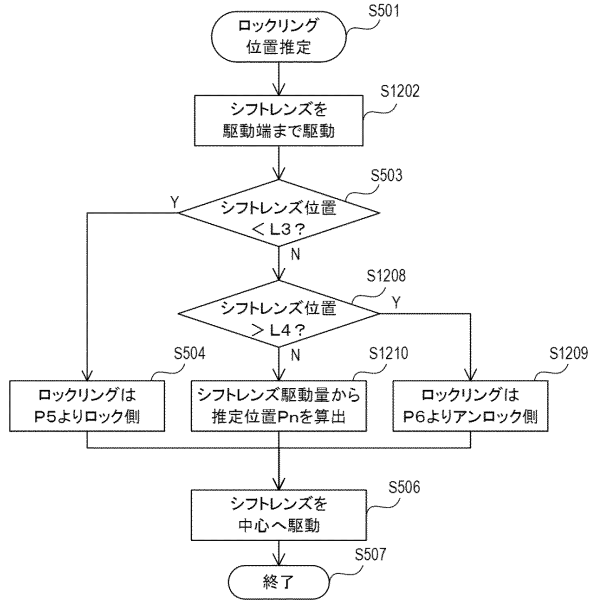 S501
ロックリング
位置推定
S1202
シフトレンズを
駆動端まで駆動
S503
シフトレンズ位置
＜Ｌ３？
Y
N
S1208
シフトレンズ位置
＞Ｌ４？
Y
N
S504
ロックリングは
Ｐ５よりロック側
S1210
シフトレンズ駆動量から
推定位置Ｐｎを算出
S1209
ロックリングは
Ｐ６よりアンロック側
S506
シフトレンズを
中心へ駆動
S507
終了